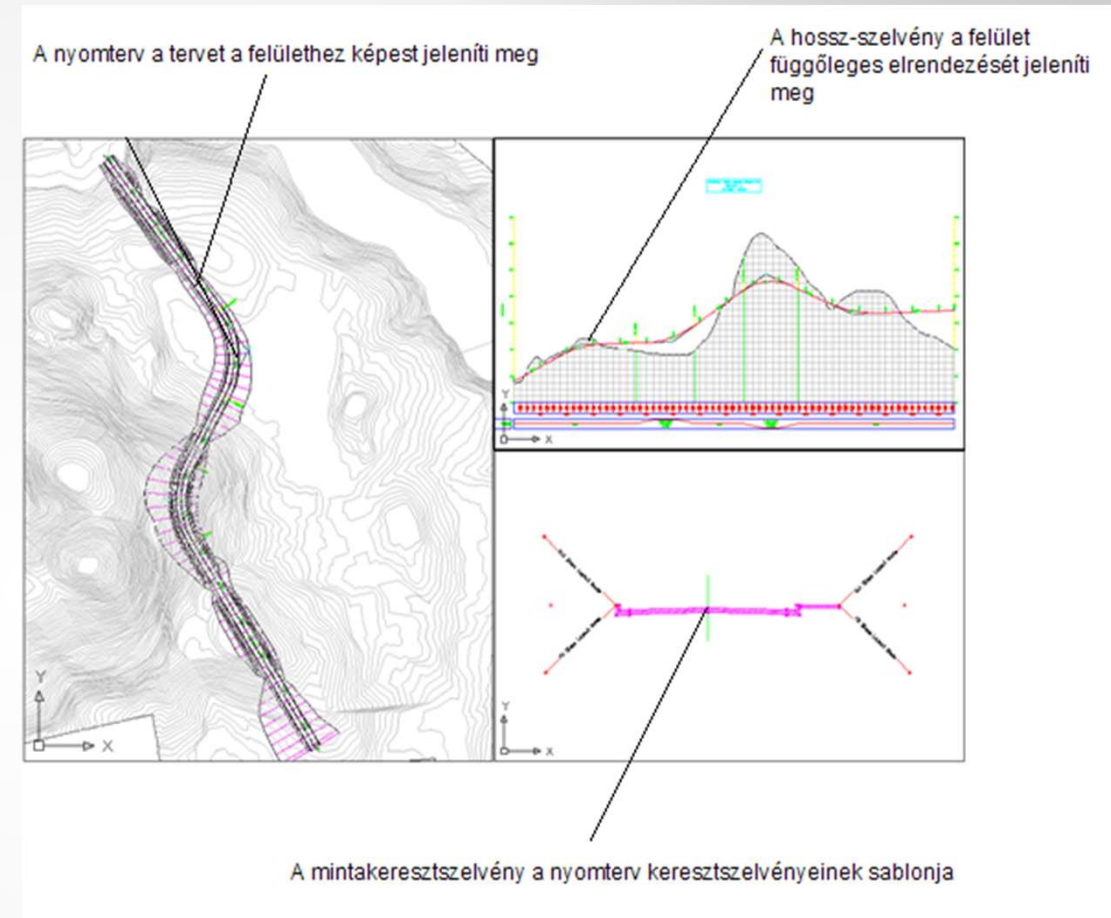 A nyomterv a tervet a felülethez képest jeleníti meg
A hossz-szelvény a felület
függőleges elrendezését jeleníti
meg
Y
X
Y
X
Y
X
A mintakeresztszelvény a nyomterv keresztszelvényeinek sablonja